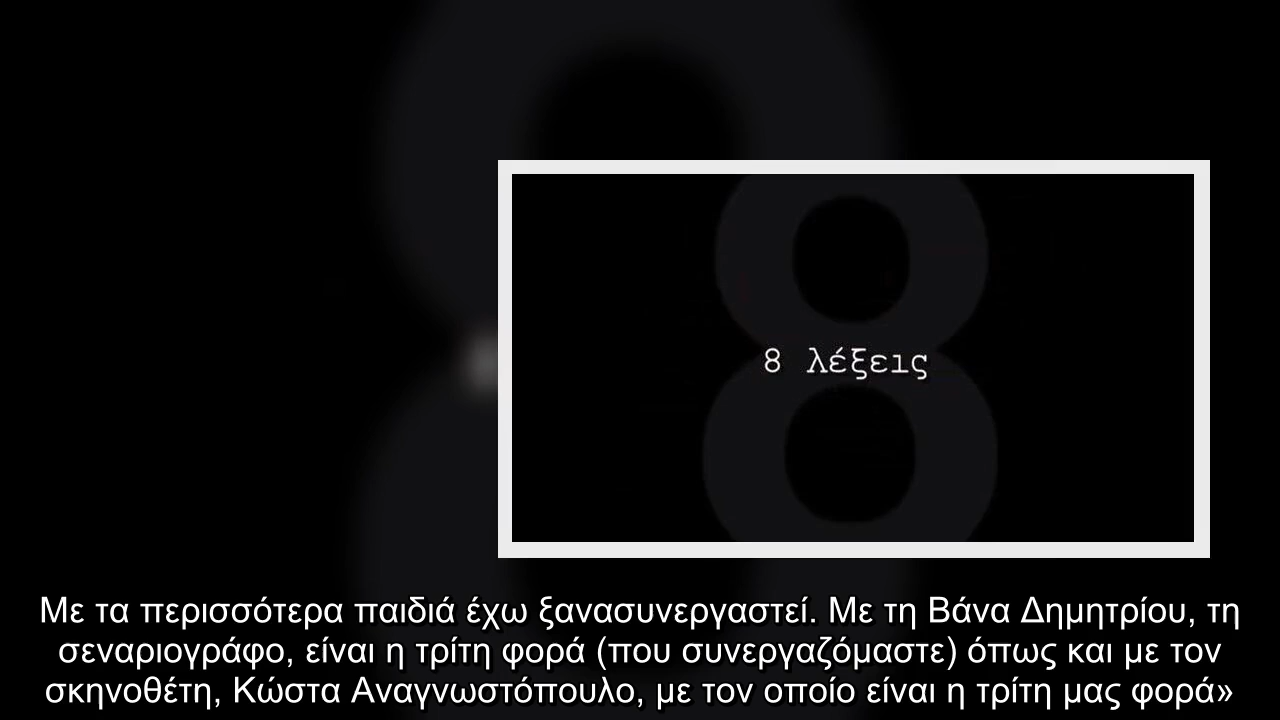 8 λέξεις
Με τα περισσότερα παιδιά έχω ξανασυνεργαστεί. Με τη Βάνα Δημητρίου, τη
σεναριογράφο, είναι η τρίτη φορά (που συνεργαζόμαστε) όπως και με τον
σκηνοθέτη, Κώστα Αναγνωστόπουλο, με τον οποίο είναι η τρίτη μας φορά»